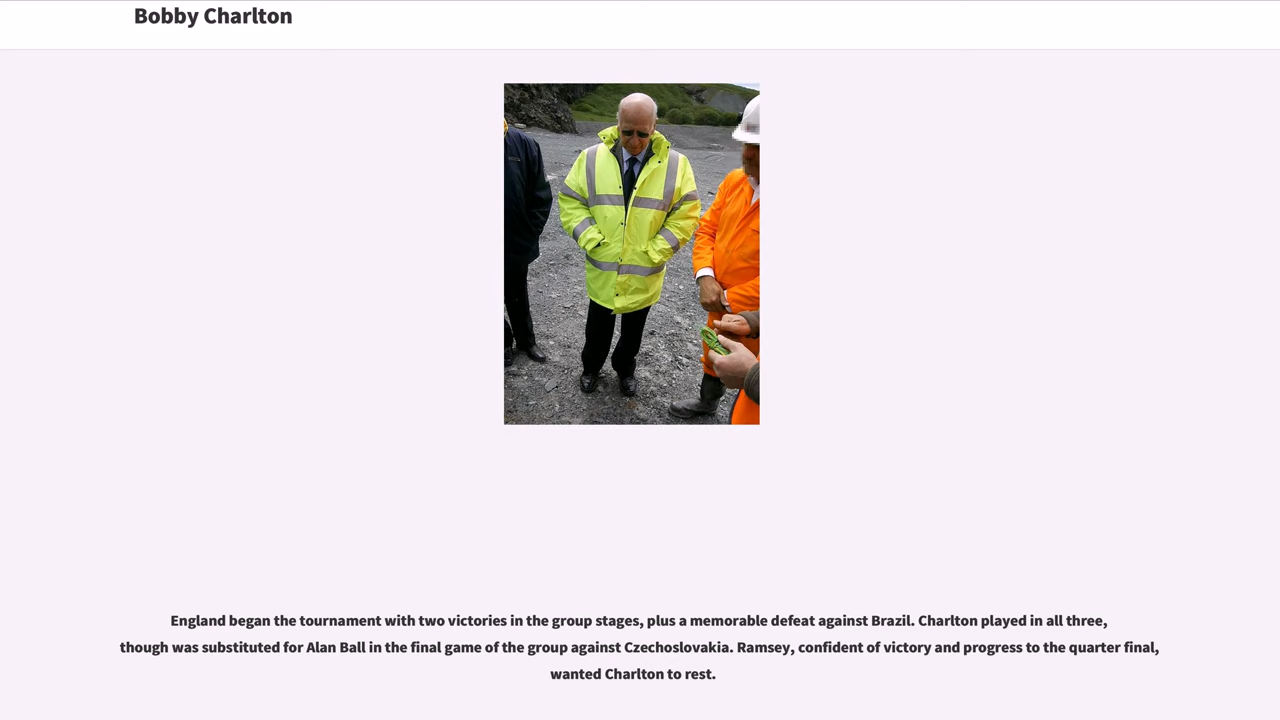 Bobby Charlton
England began the tournament with two victories in the group stages, plus a memorable defeat against Brazil. Charlton played in all three,
though was substituted for Alan Ball in the final game of the group against Czechoslovakia. Ramsey, confident of victory and progress to the quarter final,
wanted Charlton to rest.